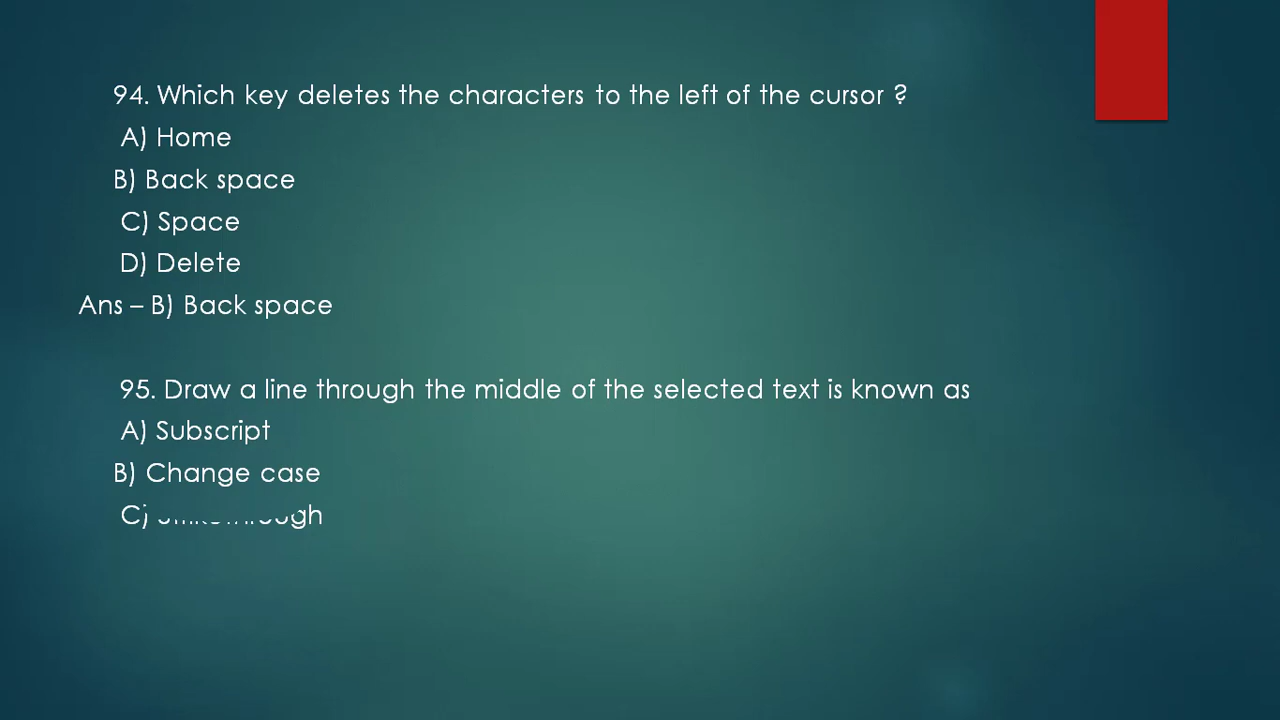 94. Which key deletes the characters to the left of the cursor ?
A) Home
B) Back space
C) Space
D) Delete
Ans – B) Back space
95. Draw a line through the middle of the selected text is known as
A) Subscript
B) Change case
C) Strikethrough